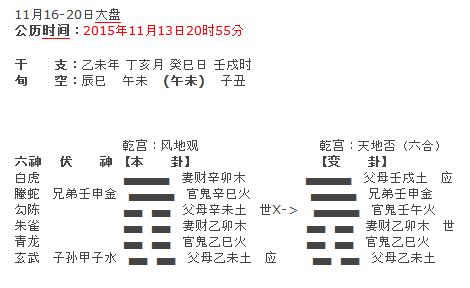 11月16-20日大盘
公历时间：2015年11月13日20时55分
干　　支：乙未年 丁亥月 癸巳日 壬戌时
旬　　空：辰巳　午未　(午未)　子丑
乾宫：风地观　　　　　　　　　　乾宫：天地否（六合）
六神　伏　　神　【本　　卦】　　　　　　　　　　【变　　卦】
白虎　　　　　　　妻财辛卯木　　　　　　　　　　父母壬戌土　应
螣蛇　兄弟壬申金　　官鬼辛巳火　　　　　　　　　兄弟壬申金
勾陈　　　　　　　父母辛未土　世X->　　　　　　官鬼壬午火
朱雀　　　　　　　妻财乙卯木　　　　　　　　　　妻财乙卯木　世
青龙　　　　　　　官鬼乙巳火　　　　　　　　　　官鬼乙巳火
玄武　子孙甲子水　　父母乙未土　应　　　　　　　父母乙未土